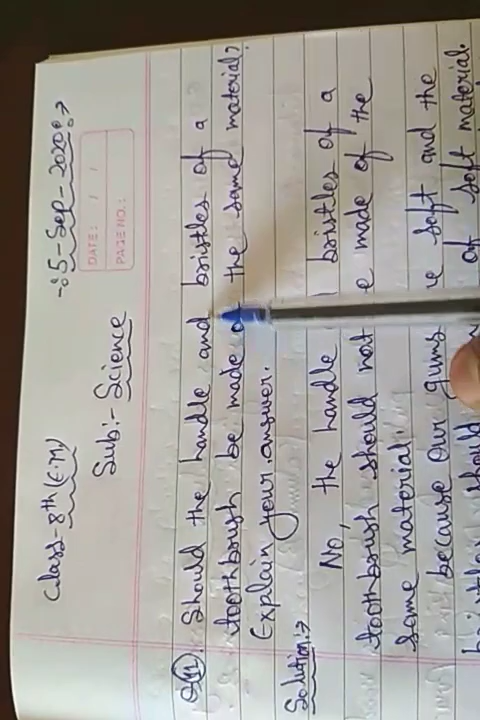 Class-8th (E.M) -:5-Sep-2020:->
Sub:- Science
DATE: / /
PAGE NO.:
Q.11. Should the handle and bristles of a
toothbrush be made of the same material?
Explain your answer.
Solution:->
No, the handle bristles of a
toothbrush should not made of the
same material.
because our gums soft and the
should of soft material.